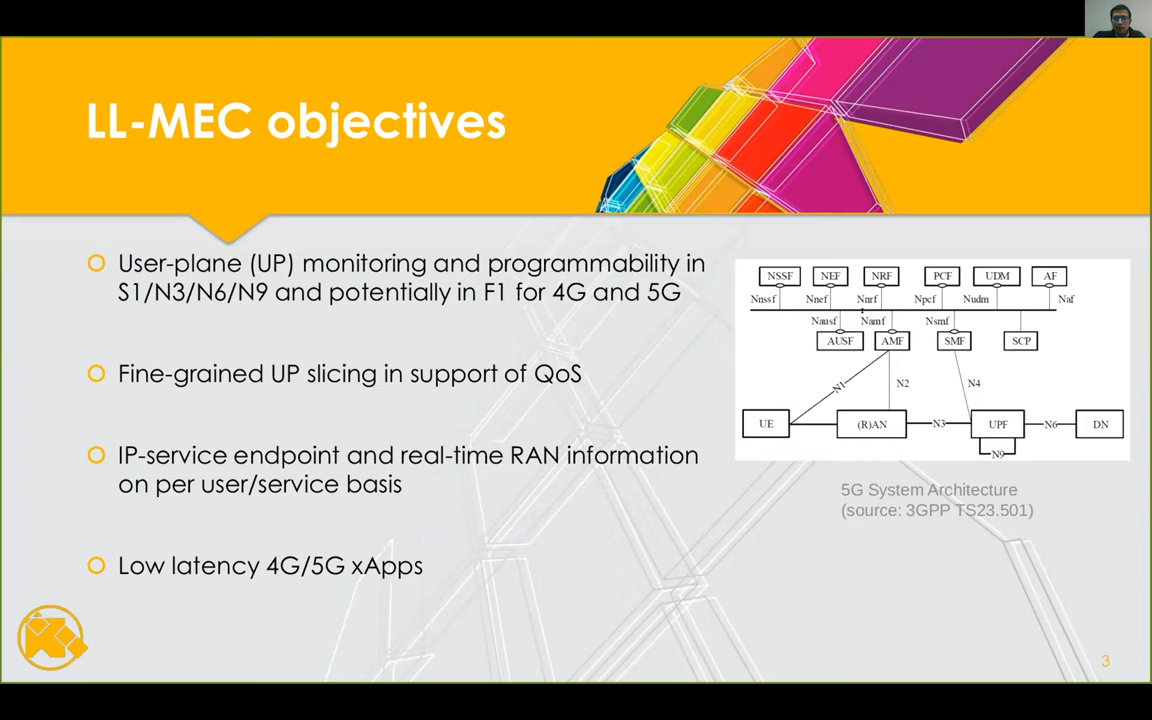 LL-MEC objectives
User-plane (UP) monitoring and programmability in
S1/N3/N6/N9 and potentially in F1 for 4G and 5G
Fine-grained UP slicing in support of QoS
IP-service endpoint and real-time RAN information
on per user/service basis
Low latency 4G/5G xApps
NSSF NEF NRF PCF UDM AF
Nnssf Nnef Nnrf Npcf Nudm Naf
Nausf Namf Nsmf
AUSF AMF SMF SCP
N1 N2 N4
UE (R)AN N3 UPF N6 DN
N9
5G System Architecture
(source: 3GPP TS23.501)
3